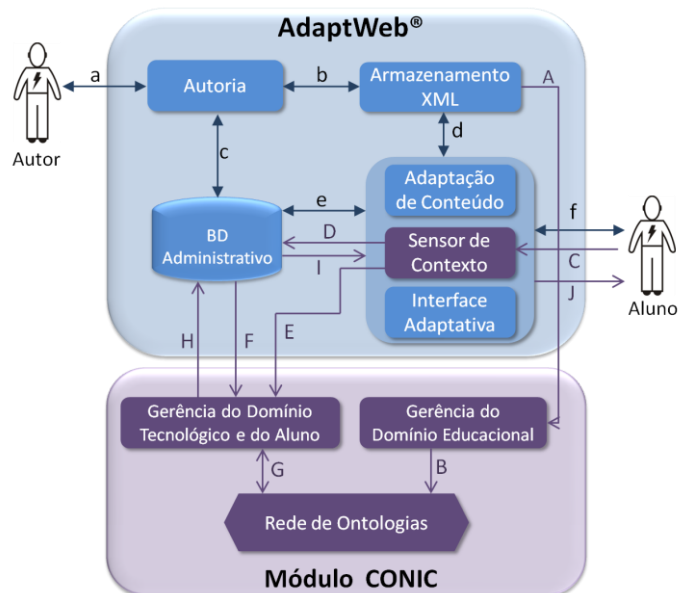 AdaptWeb®
a
Autoria
b
Armazenamento
XML
A
Autor
c
d
Adaptação
de Conteúdo
e
f
BD
Administrativo
D
Sensor de
Contexto
I
C
J
Aluno
Interface
Adaptativa
H
F
E
Gerência do Domínio
Tecnológico e do Aluno
Gerência do
Domínio Educacional
G
B
Rede de Ontologias
Módulo CONIC